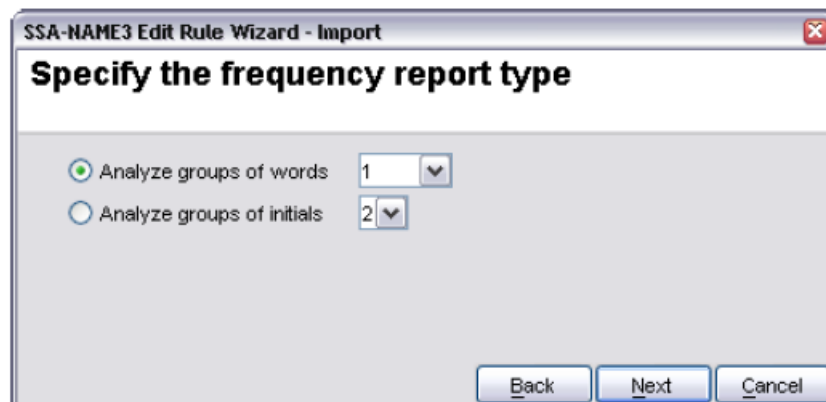 SSA-NAME3 Edit Rule Wizard - Import
Specify the frequency report type
Analyze groups of words 1
Analyze groups of initials 2
Back Next Cancel